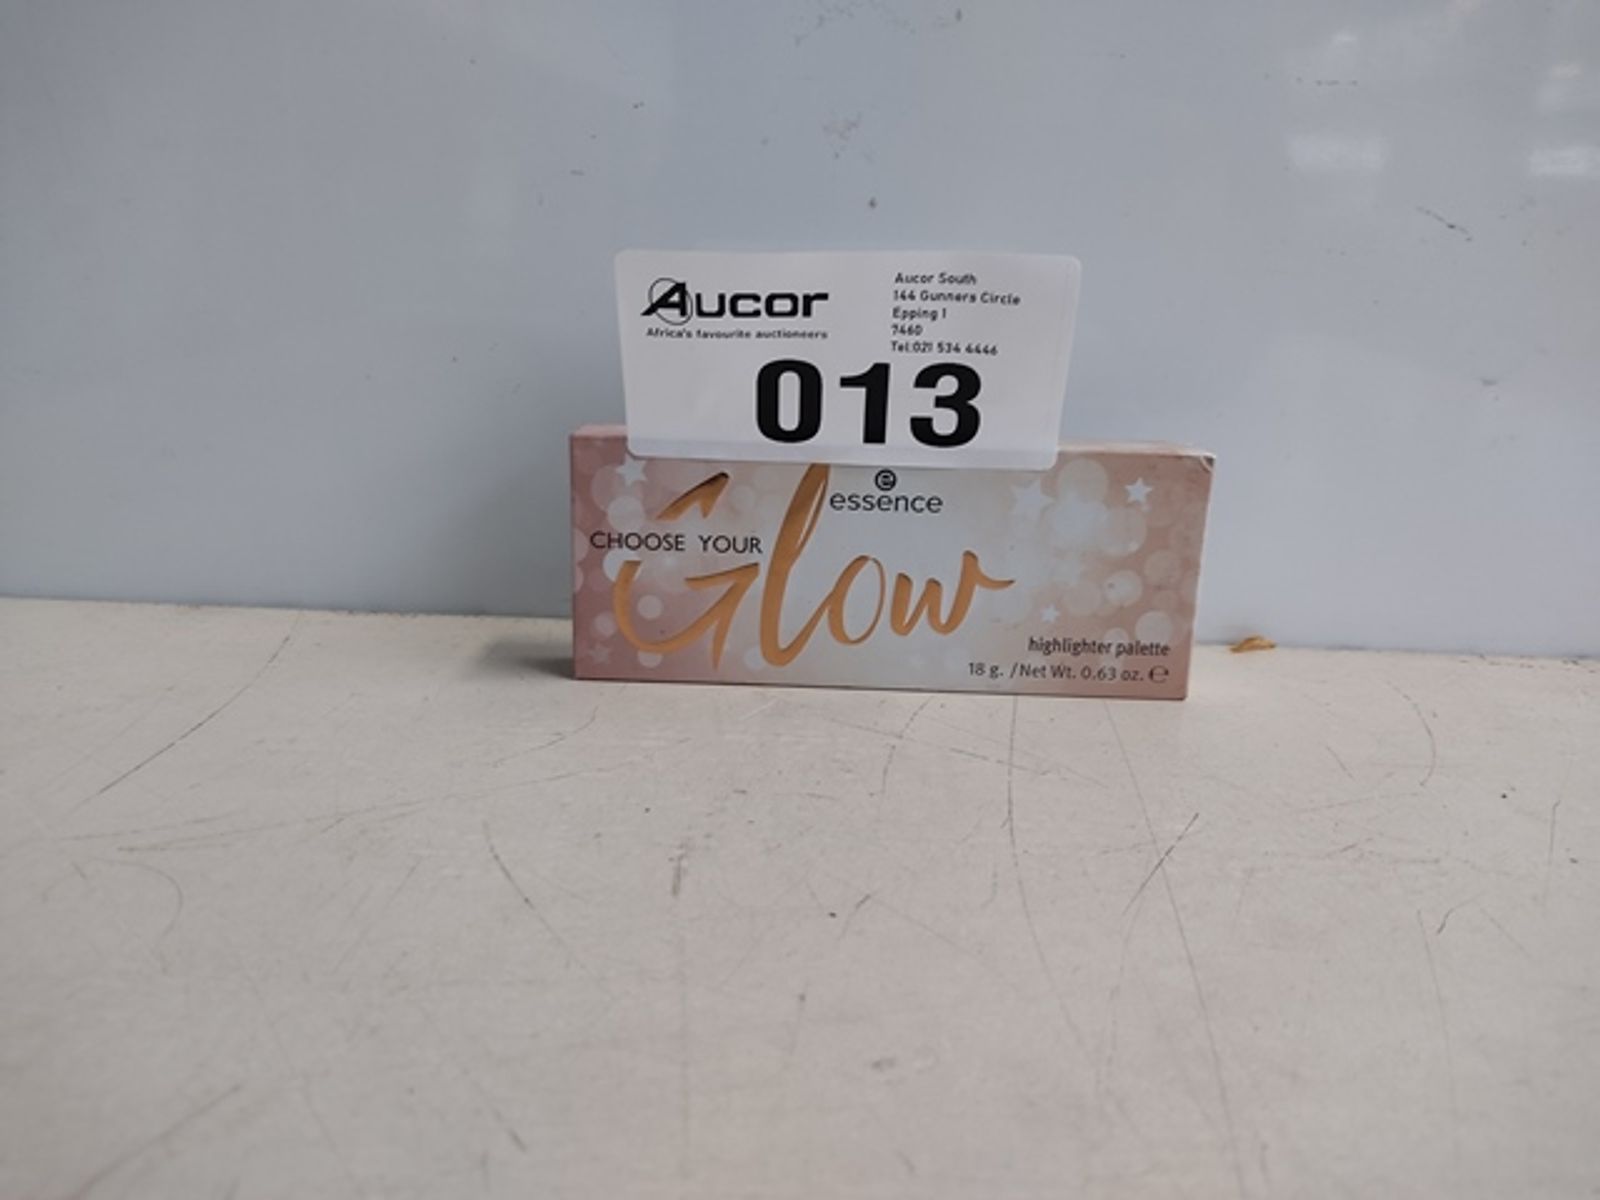 Aucor
Africa's favourite auctioneers
Aucor South
144 Gunners Circle
Epping 1
7460
Tel:021 534 4446
013
essence
CHOOSE YOUR
Glow
highlighter palette
18 g. /Net Wt. 0.63 oz. ℮